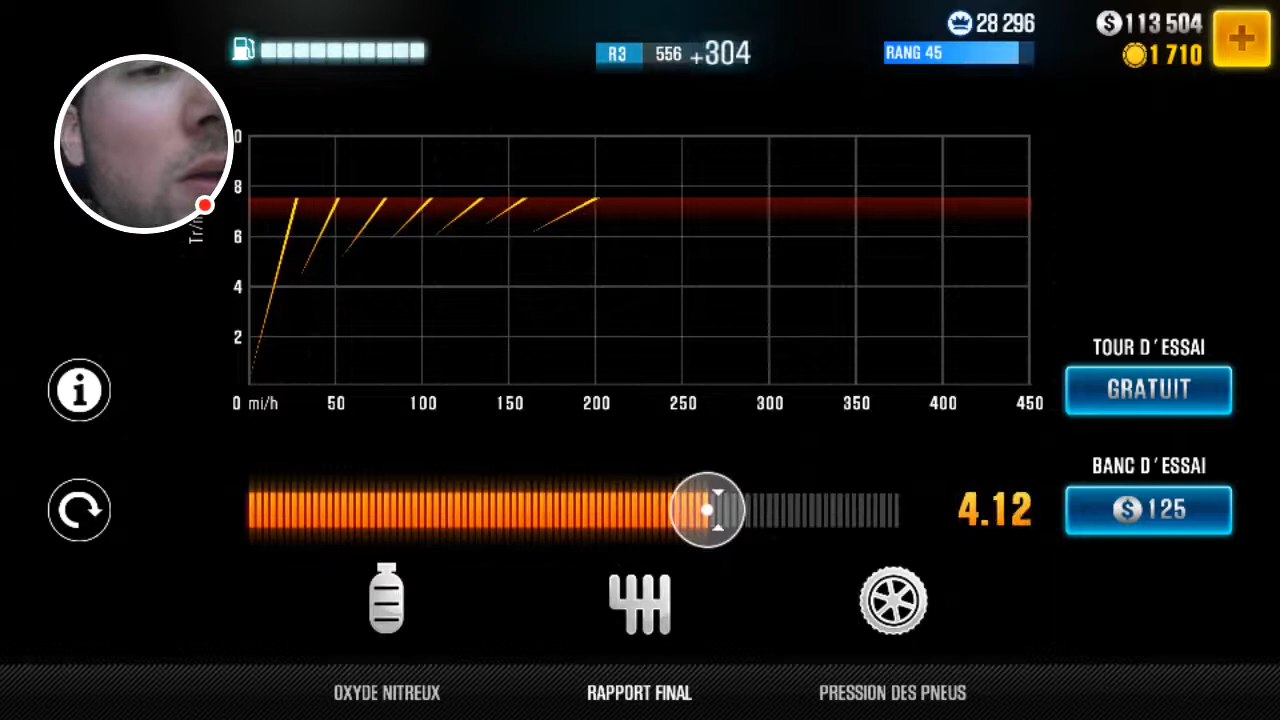 28 296
$ 113 504
R3 556 +304
RANG 45
1 710
0
8
6
4
2
Tr/
0 mi/h 50 100 150 200 250 300 350 400 450
TOUR D'ESSAI
GRATUIT
BANC D'ESSAI
$ 125
4.12
OXYDE NITREUX
RAPPORT FINAL
PRESSION DES PNEUS